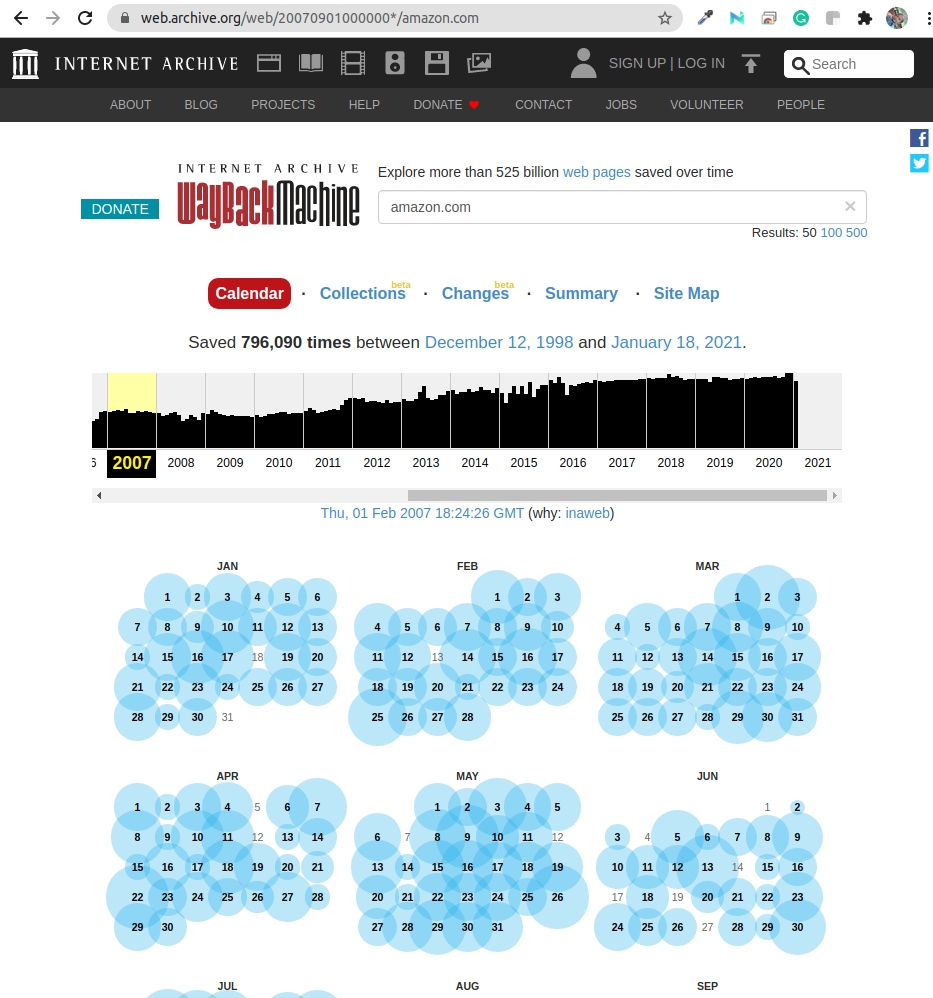 web.archive.org/web/20070901000000*/amazon.com
INTERNET ARCHIVE
SIGN UP | LOG IN
Search
ABOUT BLOG PROJECTS HELP DONATE CONTACT JOBS VOLUNTEER PEOPLE
INTERNET ARCHIVE
WayBackMachine
DONATE
Explore more than 525 billion web pages saved over time
amazon.com
Results: 50 100 500
Calendar · Collections beta · Changes beta · Summary · Site Map
Saved 796,090 times between December 12, 1998 and January 18, 2021.
6 2007 2008 2009 2010 2011 2012 2013 2014 2015 2016 2017 2018 2019 2020 2021
Thu, 01 Feb 2007 18:24:26 GMT (why: inaweb)
JAN
1 2 3 4 5 6
7 8 9 10 11 12 13
14 15 16 17 18 19 20
21 22 23 24 25 26 27
28 29 30 31
FEB
1 2 3
4 5 6 7 8 9 10
11 12 13 14 15 16 17
18 19 20 21 22 23 24
25 26 27 28
MAR
1 2 3
4 5 6 7 8 9 10
11 12 13 14 15 16 17
18 19 20 21 22 23 24
25 26 27 28 29 30 31
APR
1 2 3 4 5 6 7
8 9 10 11 12 13 14
15 16 17 18 19 20 21
22 23 24 25 26 27 28
29 30
MAY
1 2 3 4 5
6 7 8 9 10 11 12
13 14 15 16 17 18 19
20 21 22 23 24 25 26
27 28 29 30 31
JUN
1 2
3 4 5 6 7 8 9
10 11 12 13 14 15 16
17 18 19 20 21 22 23
24 25 26 27 28 29 30
JUL
AUG
SEP